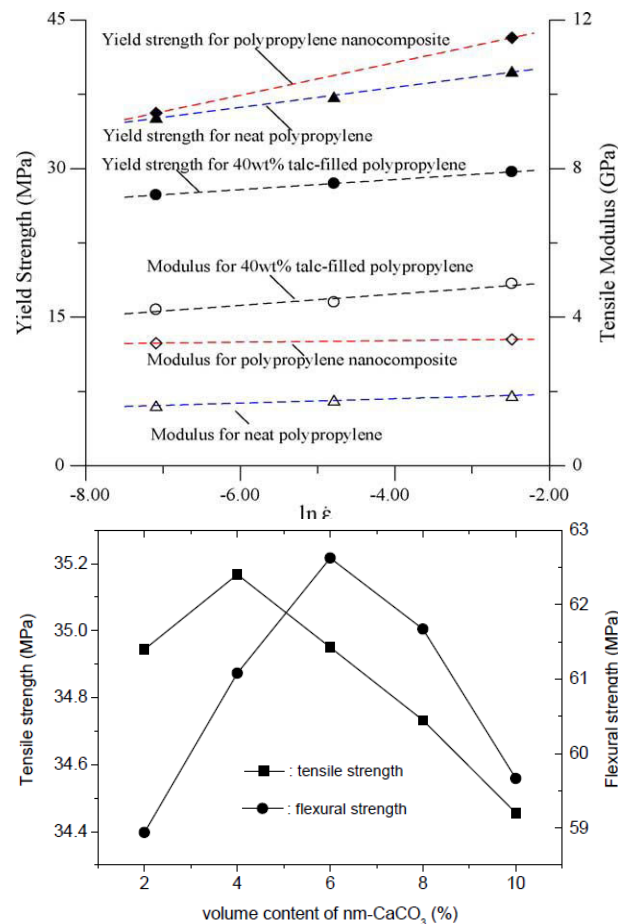 45
12
Yield strength for polypropylene nanocomposite
Yield strength for neat polypropylene
Yield strength for 40wt% talc-filled polypropylene
30
8
Modulus for 40wt% talc-filled polypropylene
15
4
Modulus for polypropylene nanocomposite
Modulus for neat polypropylene
0
0
Yield Strength (MPa)
Tensile Modulus (GPa)
-8.00
-6.00
-4.00
-2.00
ln ε̇
63
35.2
62
35.0
61
34.8
60
34.6
59
34.4
Tensile strength (MPa)
Flexural strength (MPa)
: tensile strength
: flexural strength
2
4
6
8
10
volume content of nm-CaCO₃ (%)